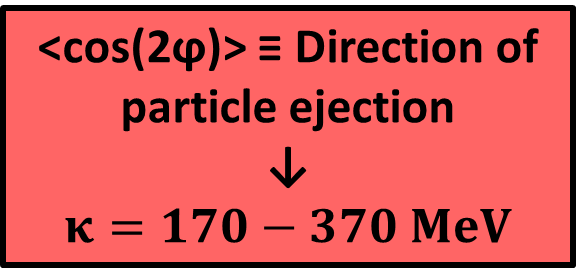 <cos(2φ)> ≡ Direction of
particle ejection
↓
κ = 170 − 370 MeV